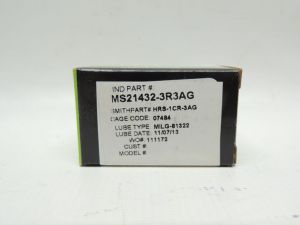 IND PART #:
MS21432-3R3AG
SMITHPART# HRS-1CR-3AG
CAGE CODE: 07484
LUBE TYPE: MILG-81322
LUBE DATE: 11/07/13
WO#: 111172
CUST #:
MODEL #: